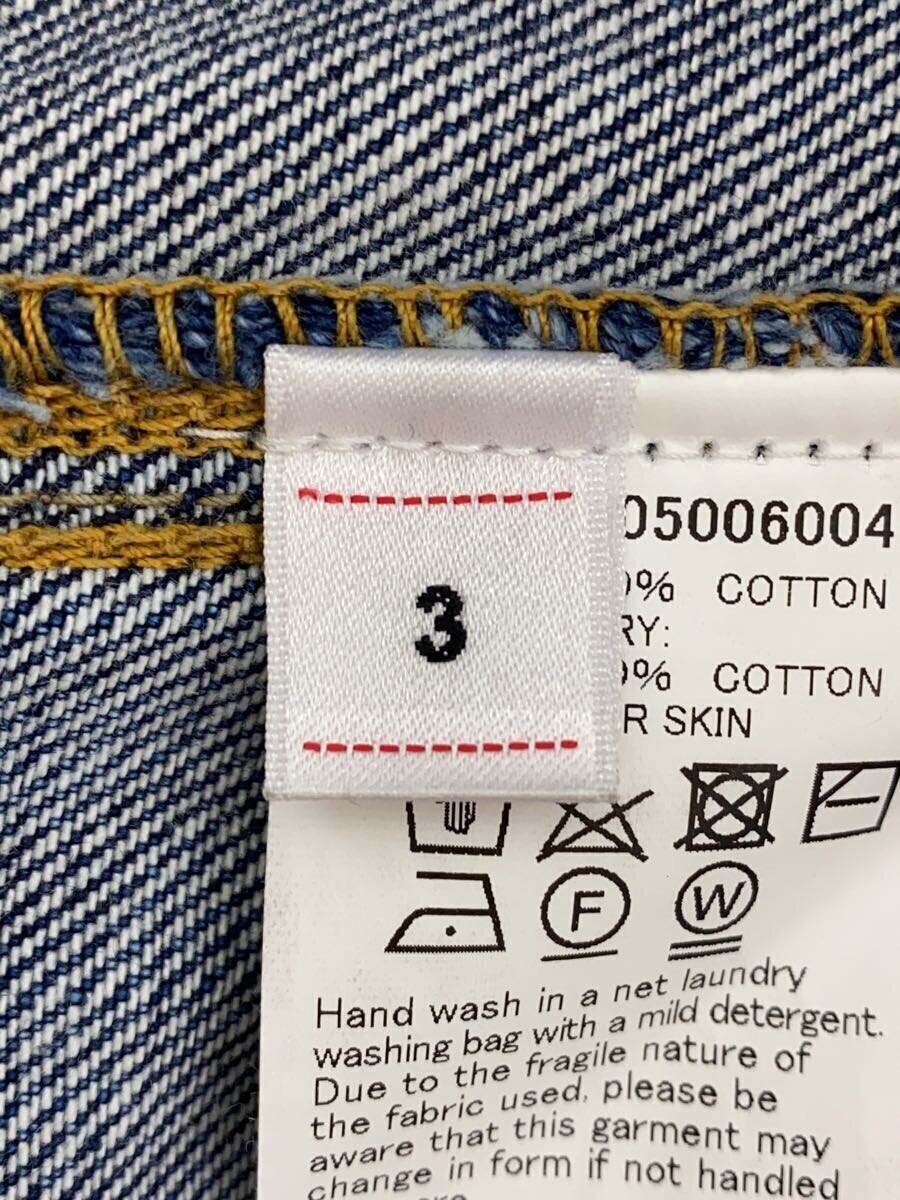 3
05006004
0% COTTON
RY:
0% COTTON
R SKIN
F
W
Hand wash in a net laundry
washing bag with a mild detergent.
Due to the fragile nature of
the fabric used, please be
aware that this garment may
change in form if not handled